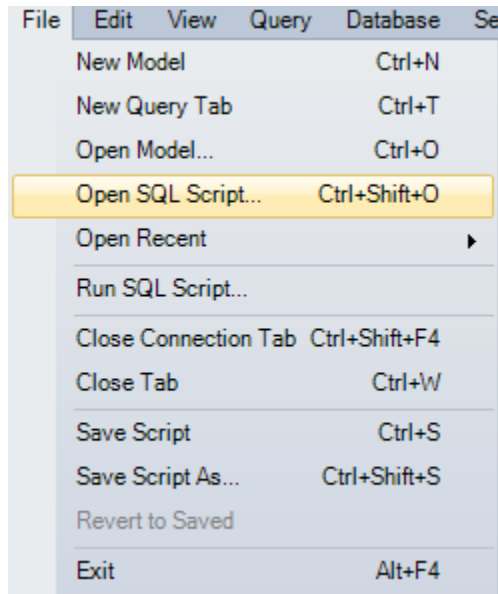 File Edit View Query Database Se
New Model Ctrl+N
New Query Tab Ctrl+T
Open Model... Ctrl+O
Open SQL Script... Ctrl+Shift+O
Open Recent
Run SQL Script...
Close Connection Tab Ctrl+Shift+F4
Close Tab Ctrl+W
Save Script Ctrl+S
Save Script As... Ctrl+Shift+S
Revert to Saved
Exit Alt+F4